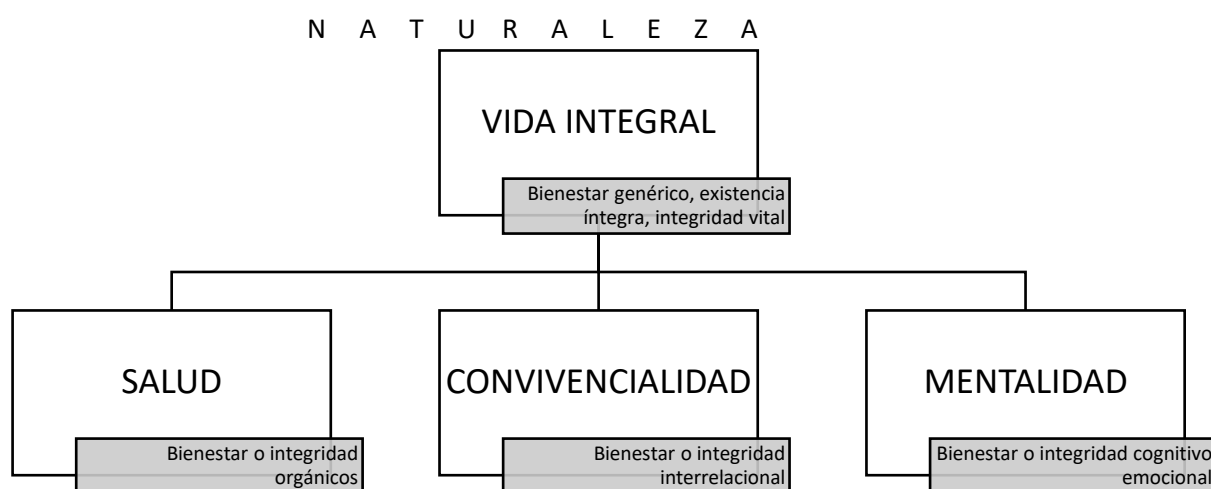 N A T U R A L E Z A
VIDA INTEGRAL
Bienestar genérico, existencia
íntegra, integridad vital
SALUD
Bienestar o integridad
orgánicos
CONVIVENCIALIDAD
Bienestar o integridad
interrelacional
MENTALIDAD
Bienestar o integridad cognitivo
emocional